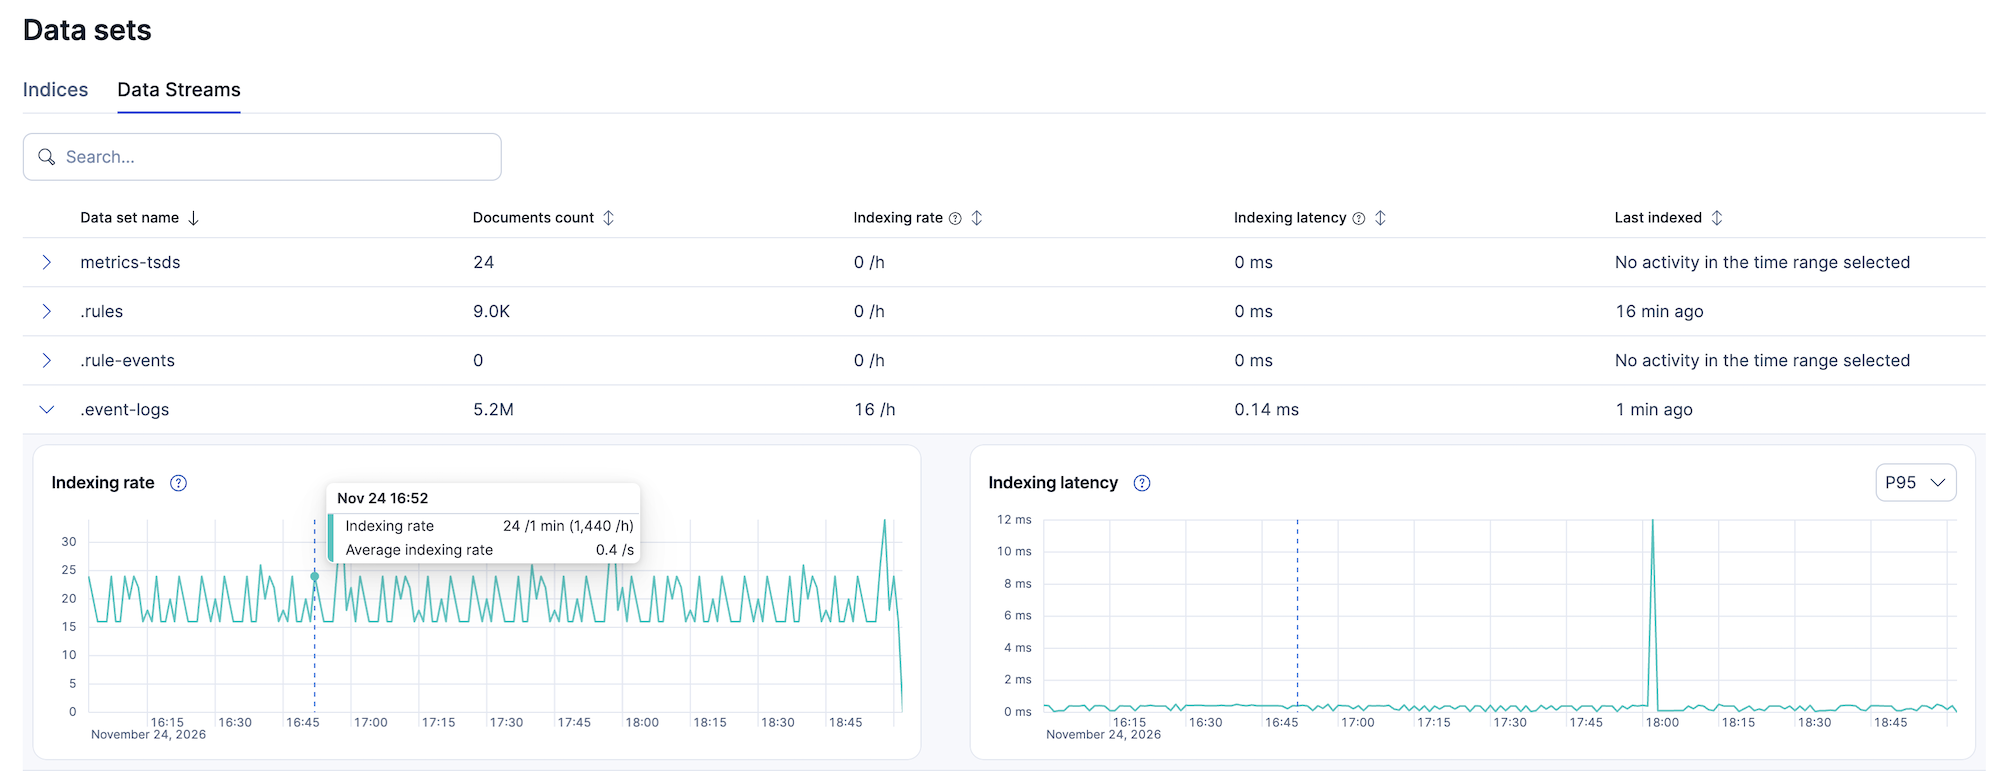 Data sets
Indices Data Streams
Search...
Data set name Documents count Indexing rate Indexing latency Last indexed
metrics-tsds 24 0 /h 0 ms No activity in the time range selected
.rules 9.0K 0 /h 0 ms 16 min ago
.rule-events 0 0 /h 0 ms No activity in the time range selected
.event-logs 5.2M 16 /h 0.14 ms 1 min ago
Indexing rate
Nov 24 16:52
Indexing rate 24 /1 min (1,440 /h)
Average indexing rate 0.4 /s
30
25
20
15
10
5
0
16:15 16:30 16:45 17:00 17:15 17:30 17:45 18:00 18:15 18:30 18:45
November 24, 2026
Indexing latency P95
12 ms
10 ms
8 ms
6 ms
4 ms
2 ms
0 ms
16:15 16:30 16:45 17:00 17:15 17:30 17:45 18:00 18:15 18:30 18:45
November 24, 2026